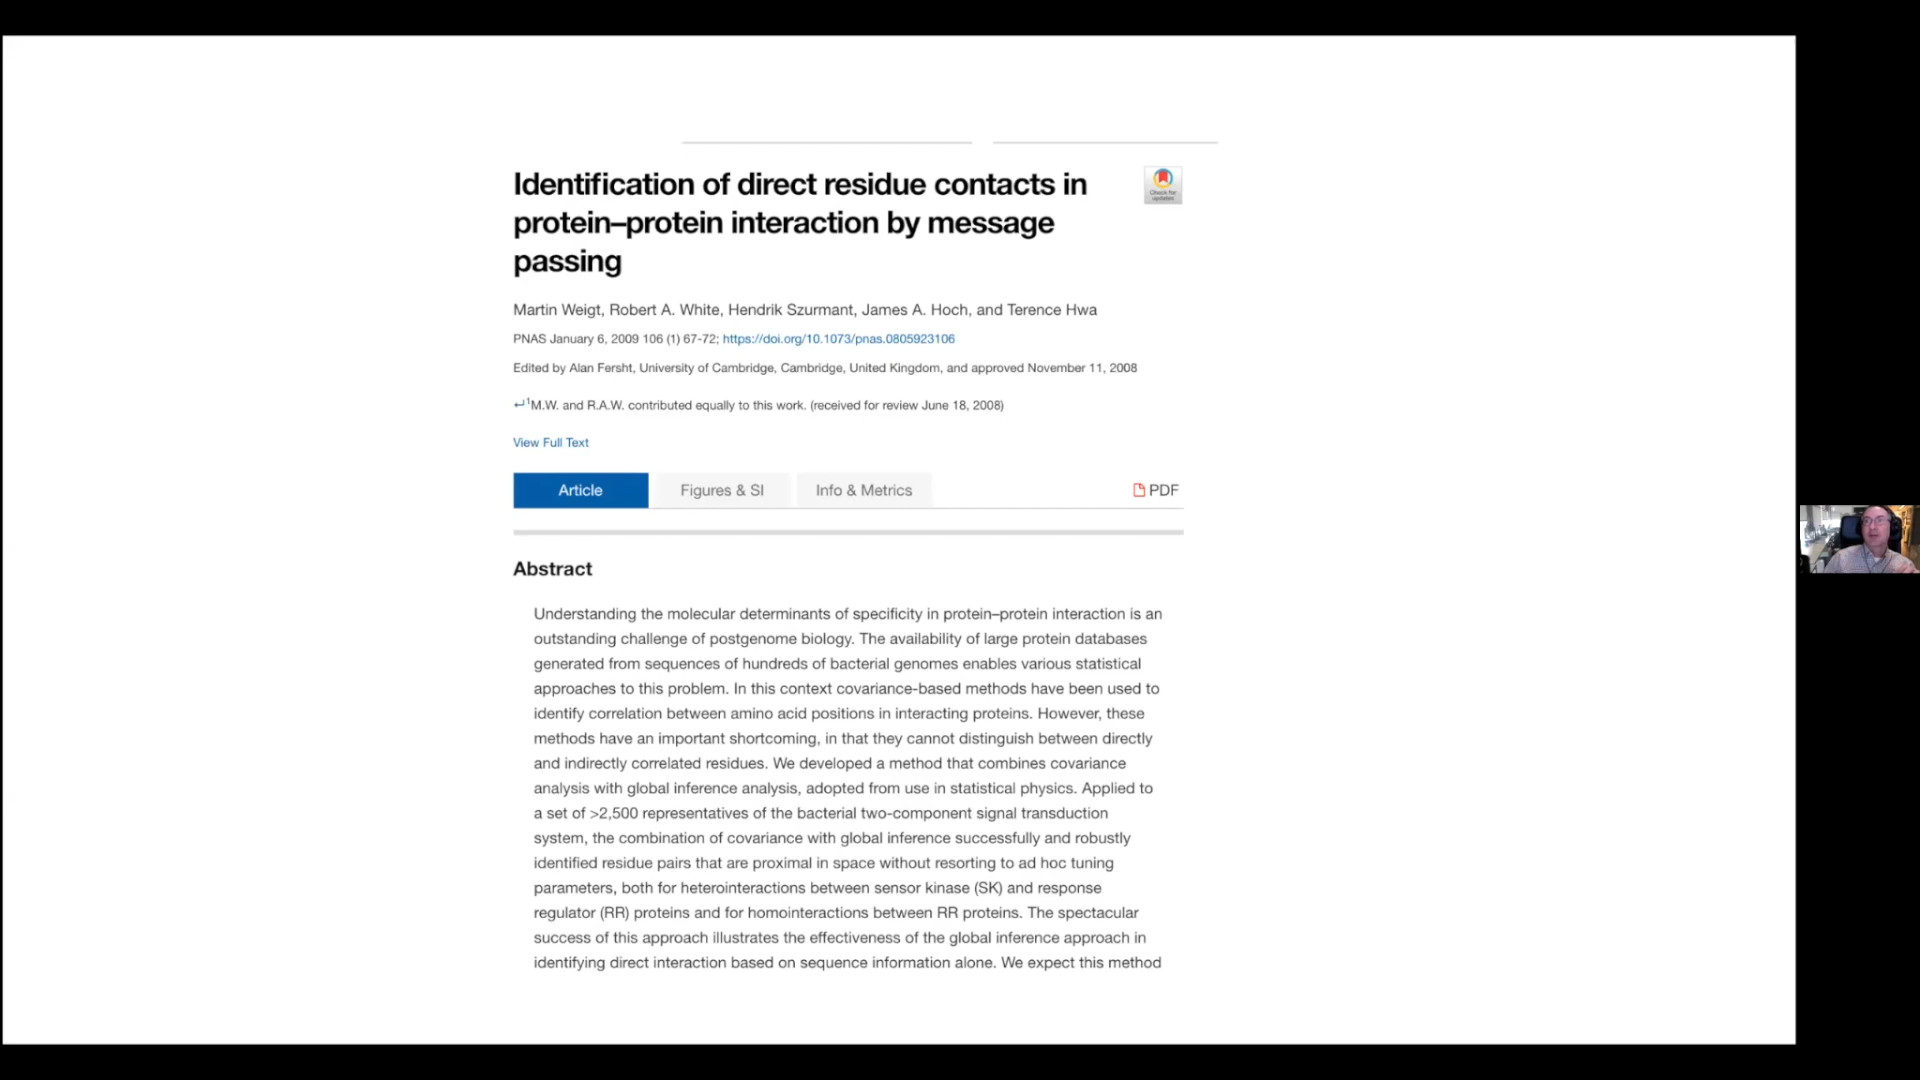 Identification of direct residue contacts in
protein–protein interaction by message
passing
Check for
updates
Martin Weigt, Robert A. White, Hendrik Szurmant, James A. Hoch, and Terence Hwa
PNAS January 6, 2009 106 (1) 67-72; https://doi.org/10.1073/pnas.0805923106
Edited by Alan Fersht, University of Cambridge, Cambridge, United Kingdom, and approved November 11, 2008
↵1M.W. and R.A.W. contributed equally to this work. (received for review June 18, 2008)
View Full Text
Article Figures & SI Info & Metrics PDF
Abstract
Understanding the molecular determinants of specificity in protein–protein interaction is an
outstanding challenge of postgenome biology. The availability of large protein databases
generated from sequences of hundreds of bacterial genomes enables various statistical
approaches to this problem. In this context covariance-based methods have been used to
identify correlation between amino acid positions in interacting proteins. However, these
methods have an important shortcoming, in that they cannot distinguish between directly
and indirectly correlated residues. We developed a method that combines covariance
analysis with global inference analysis, adopted from use in statistical physics. Applied to
a set of >2,500 representatives of the bacterial two-component signal transduction
system, the combination of covariance with global inference successfully and robustly
identified residue pairs that are proximal in space without resorting to ad hoc tuning
parameters, both for heterointeractions between sensor kinase (SK) and response
regulator (RR) proteins and for homointeractions between RR proteins. The spectacular
success of this approach illustrates the effectiveness of the global inference approach in
identifying direct interaction based on sequence information alone. We expect this method